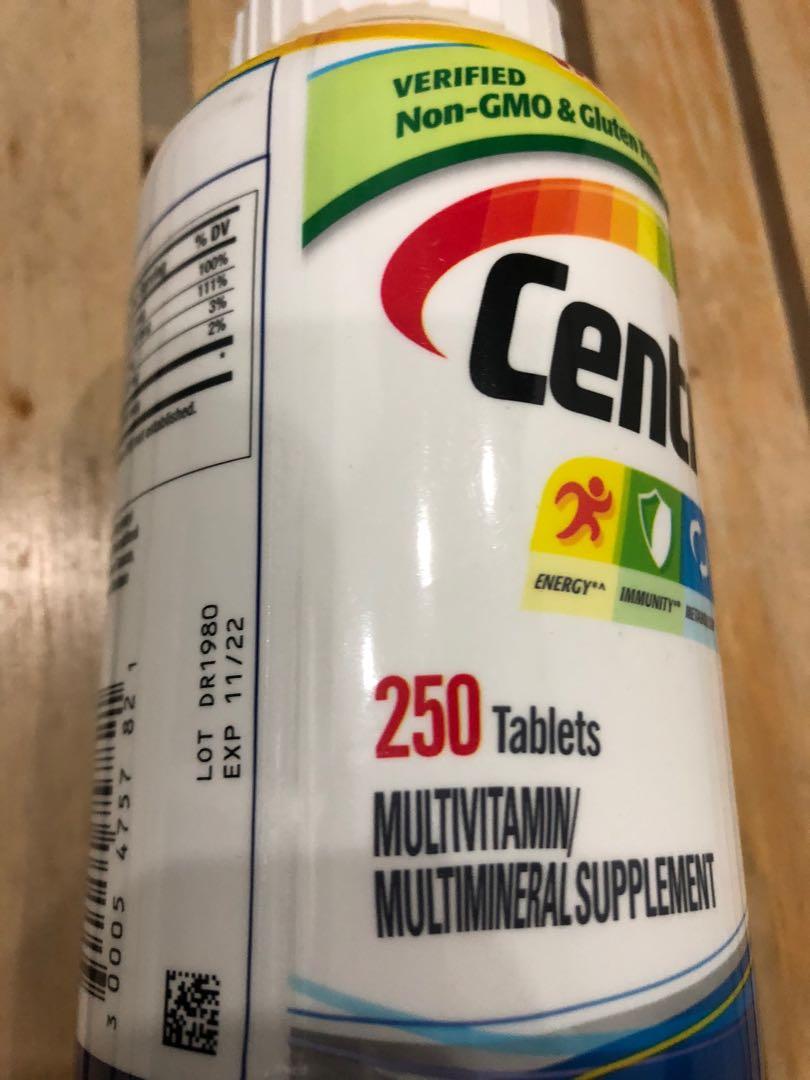 VERIFIED
Non-GMO & Gluten
Cent
ENERGY*^
IMMUNITY
250 Tablets
MULTIVITAMIN/
MULTIMINERAL SUPPLEMENT
% DV
100%
111%
3%
2%
*
established.
LOT DR1980
EXP 11/22
3 0005 4757 82 1